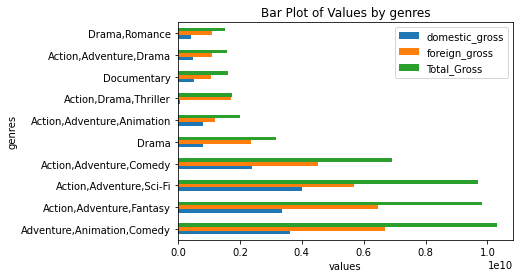 Bar Plot of Values by genres
domestic_gross
foreign_gross
Total_Gross
genres
Drama,Romance
Action,Adventure,Drama
Documentary
Action,Drama,Thriller
Action,Adventure,Animation
Drama
Action,Adventure,Comedy
Action,Adventure,Sci-Fi
Action,Adventure,Fantasy
Adventure,Animation,Comedy
0.0 0.2 0.4 0.6 0.8 1.0
1e10
values